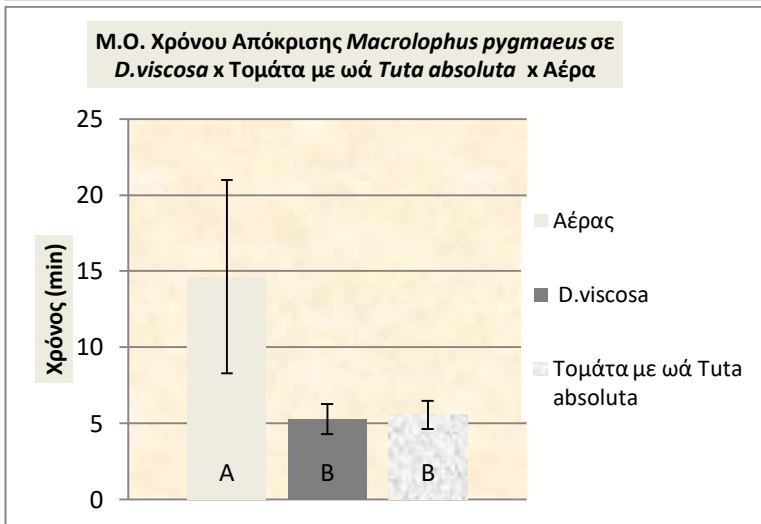 Μ.Ο. Χρόνου Απόκρισης Macrolophus pygmaeus σε
D.viscosa x Τομάτα με ωά Tuta absoluta x Αέρα
25
20
15
10
5
0
Χρόνος (min)
A
B
B
Αέρας
D.viscosa
Τομάτα με ωά Tuta
absoluta